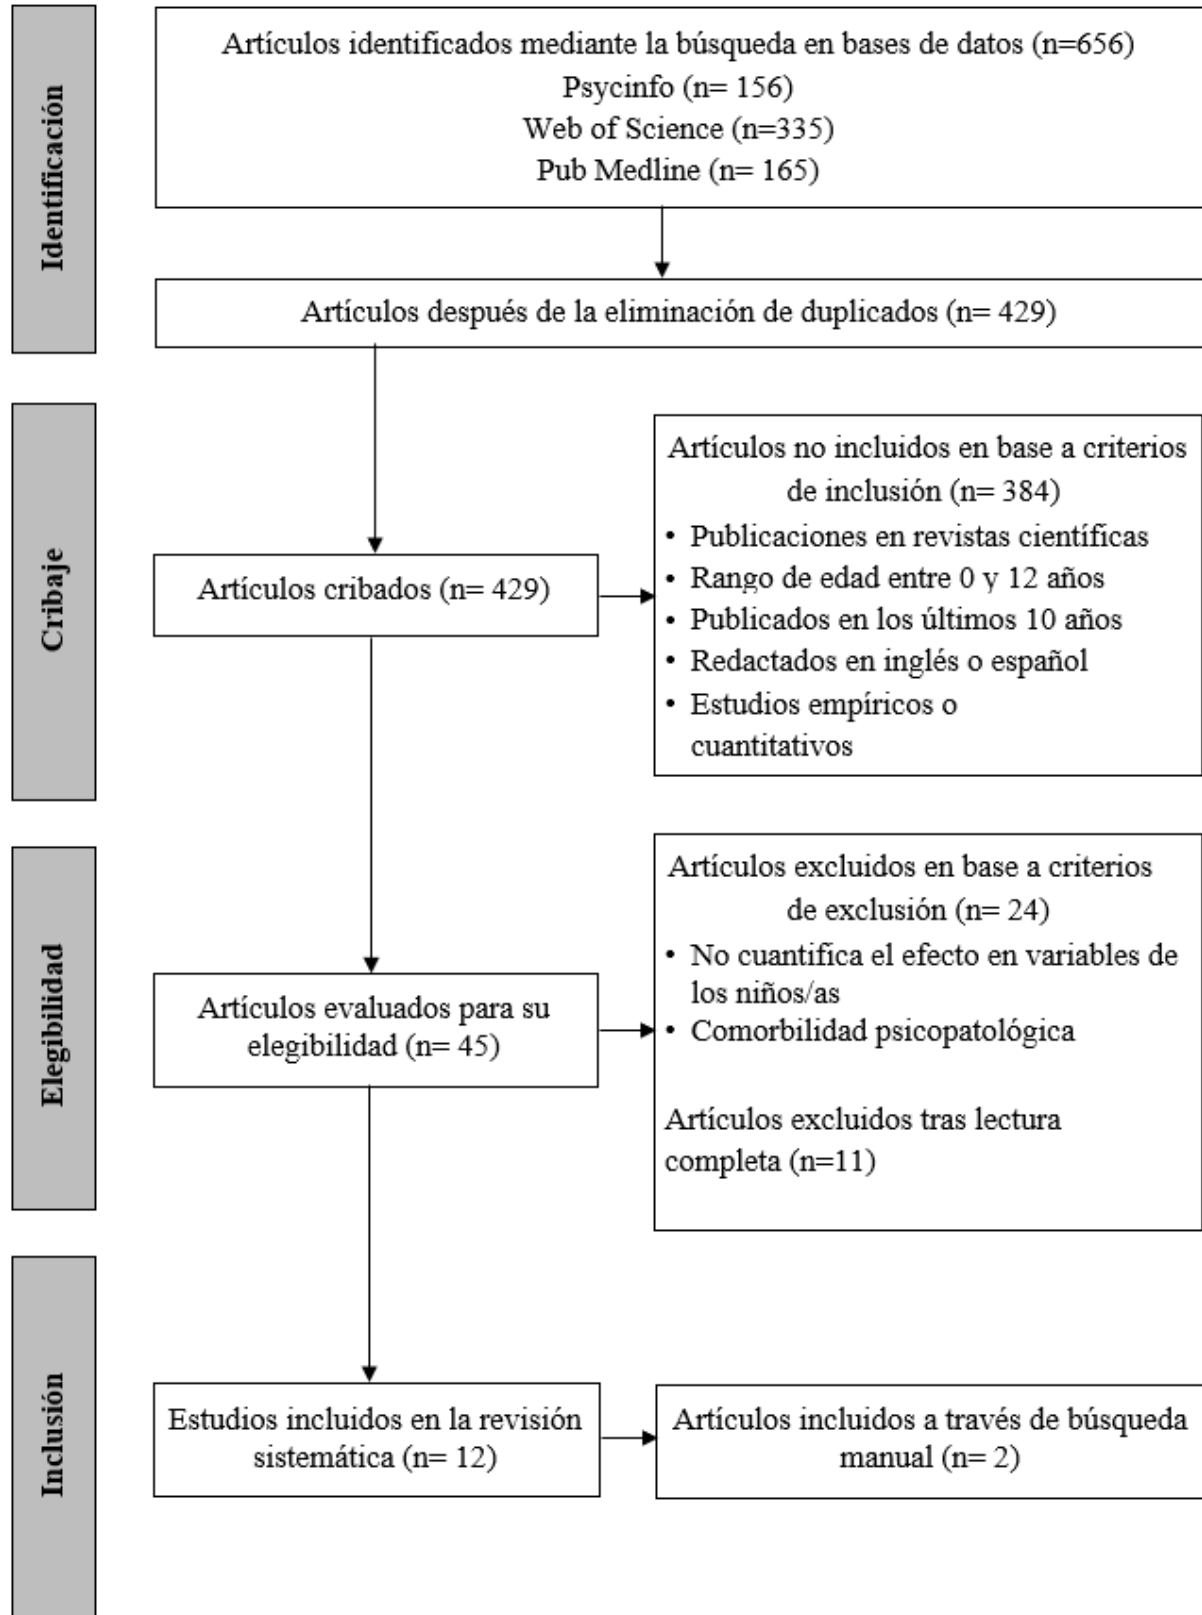 Identificación
Artículos identificados mediante la búsqueda en bases de datos (n=656)
Psycinfo (n= 156)
Web of Science (n=335)
Pub Medline (n= 165)
Artículos después de la eliminación de duplicados (n= 429)
Cribaje
Artículos cribados (n= 429)
Artículos no incluidos en base a criterios
de inclusión (n= 384)
• Publicaciones en revistas científicas
• Rango de edad entre 0 y 12 años
• Publicados en los últimos 10 años
• Redactados en inglés o español
• Estudios empíricos o
cuantitativos
Elegibilidad
Artículos evaluados para su
elegibilidad (n= 45)
Artículos excluidos en base a criterios
de exclusión (n= 24)
• No cuantifica el efecto en variables de
los niños/as
• Comorbilidad psicopatológica
Artículos excluidos tras lectura
completa (n=11)
Inclusión
Estudios incluidos en la revisión
sistemática (n= 12)
Artículos incluidos a través de búsqueda
manual (n= 2)